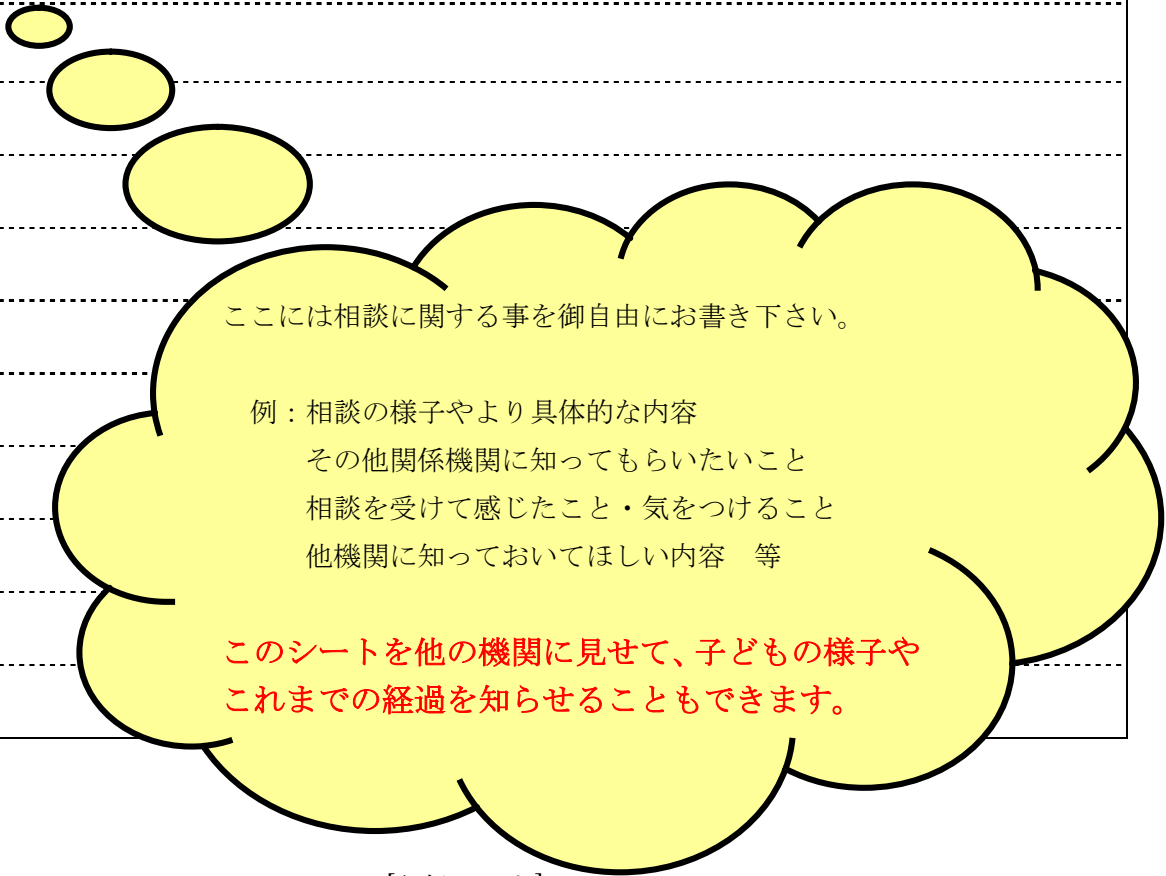 ここには相談に関する事を御自由にお書き下さい。
例：相談の様子やより具体的な内容
その他関係機関に知ってもらいたいこと
相談を受けて感じたこと・気をつけること
他機関に知っておいてほしい内容　等
このシートを他の機関に見せて、子どもの様子や
これまでの経過を知らせることもできます。